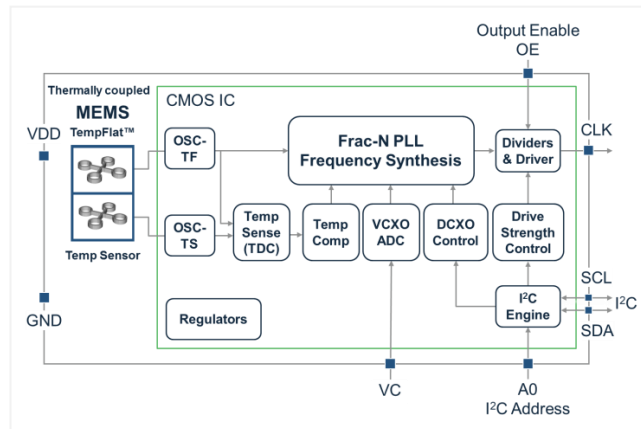 Output Enable
OE
Thermally coupled
MEMS
TempFlat™
CMOS IC
VDD
CLK
OSC-
TF
Frac-N PLL
Frequency Synthesis
Dividers
& Driver
OSC-
TS
Temp
Sense
(TDC)
Temp
Comp
VCXO
ADC
DCXO
Control
Drive
Strength
Control
Temp Sensor
GND
Regulators
I²C
Engine
SCL
I²C
SDA
VC
A0
I²C Address